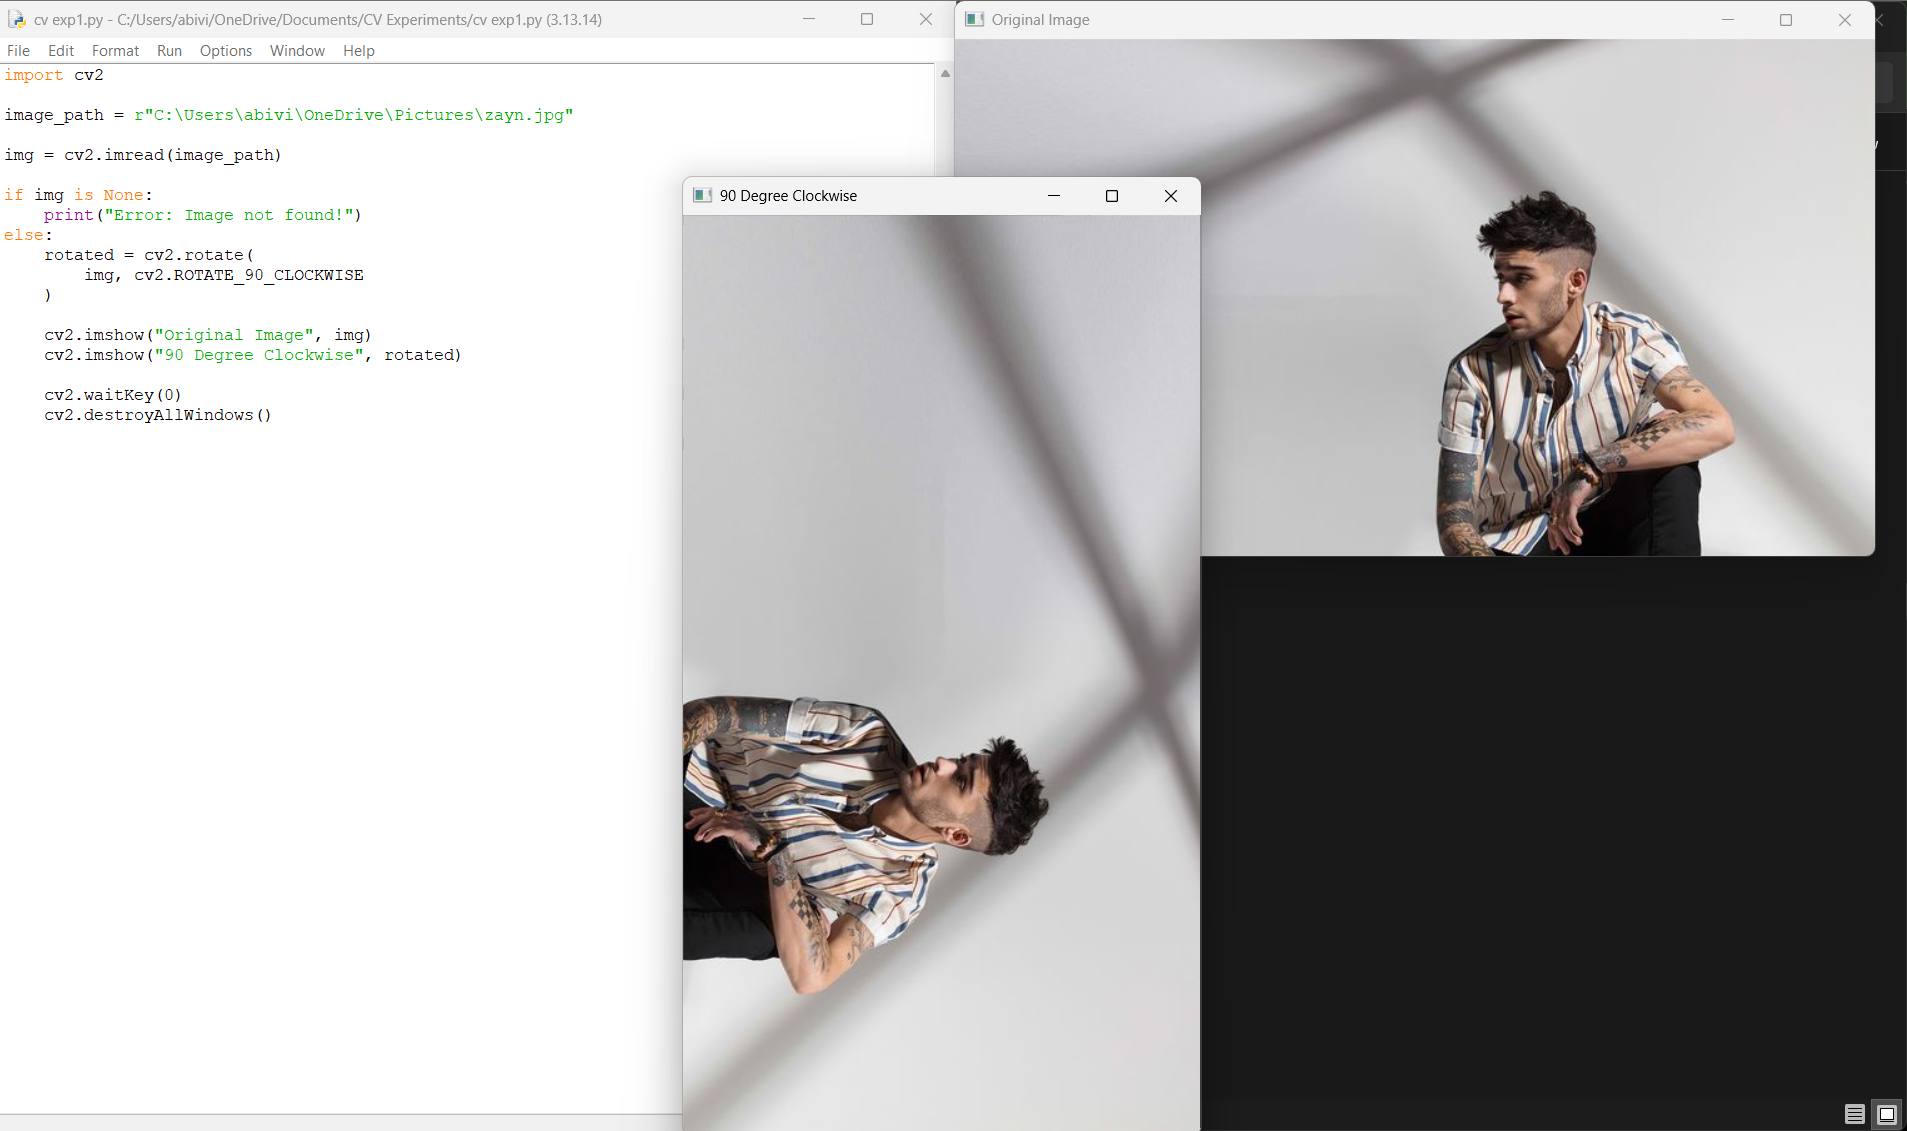 cv exp1.py - C:/Users/abivi/OneDrive/Documents/CV Experiments/cv exp1.py (3.13.14)
File Edit Format Run Options Window Help
import cv2
image_path = r"C:\Users\abivi\OneDrive\Pictures\zayn.jpg"
img = cv2.imread(image_path)
if img is None:
    print("Error: Image not found!")
else:
    rotated = cv2.rotate(
        img, cv2.ROTATE_90_CLOCKWISE
    )
    cv2.imshow("Original Image", img)
    cv2.imshow("90 Degree Clockwise", rotated)
    cv2.waitKey(0)
    cv2.destroyAllWindows()
Original Image
90 Degree Clockwise